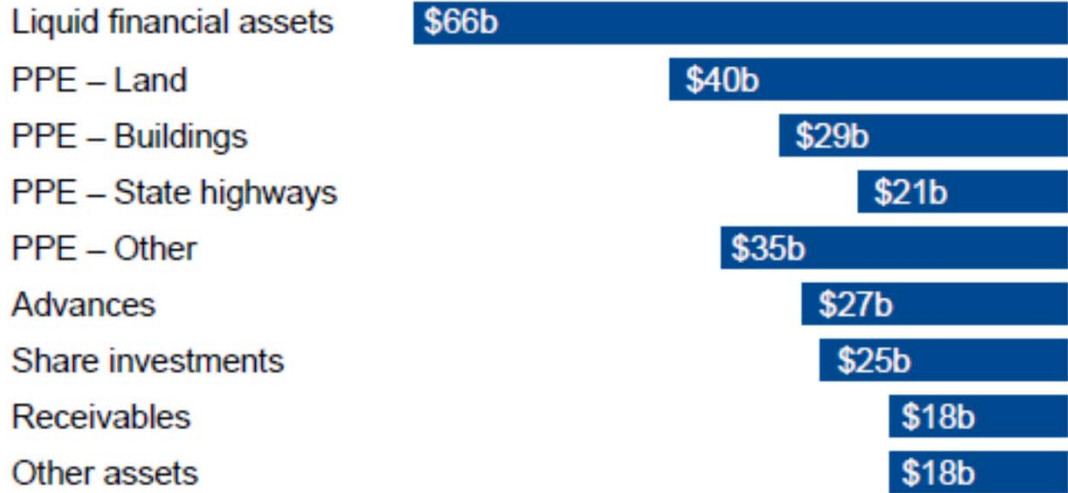 Liquid financial assets $66b
PPE – Land $40b
PPE – Buildings $29b
PPE – State highways $21b
PPE – Other $35b
Advances $27b
Share investments $25b
Receivables $18b
Other assets $18b